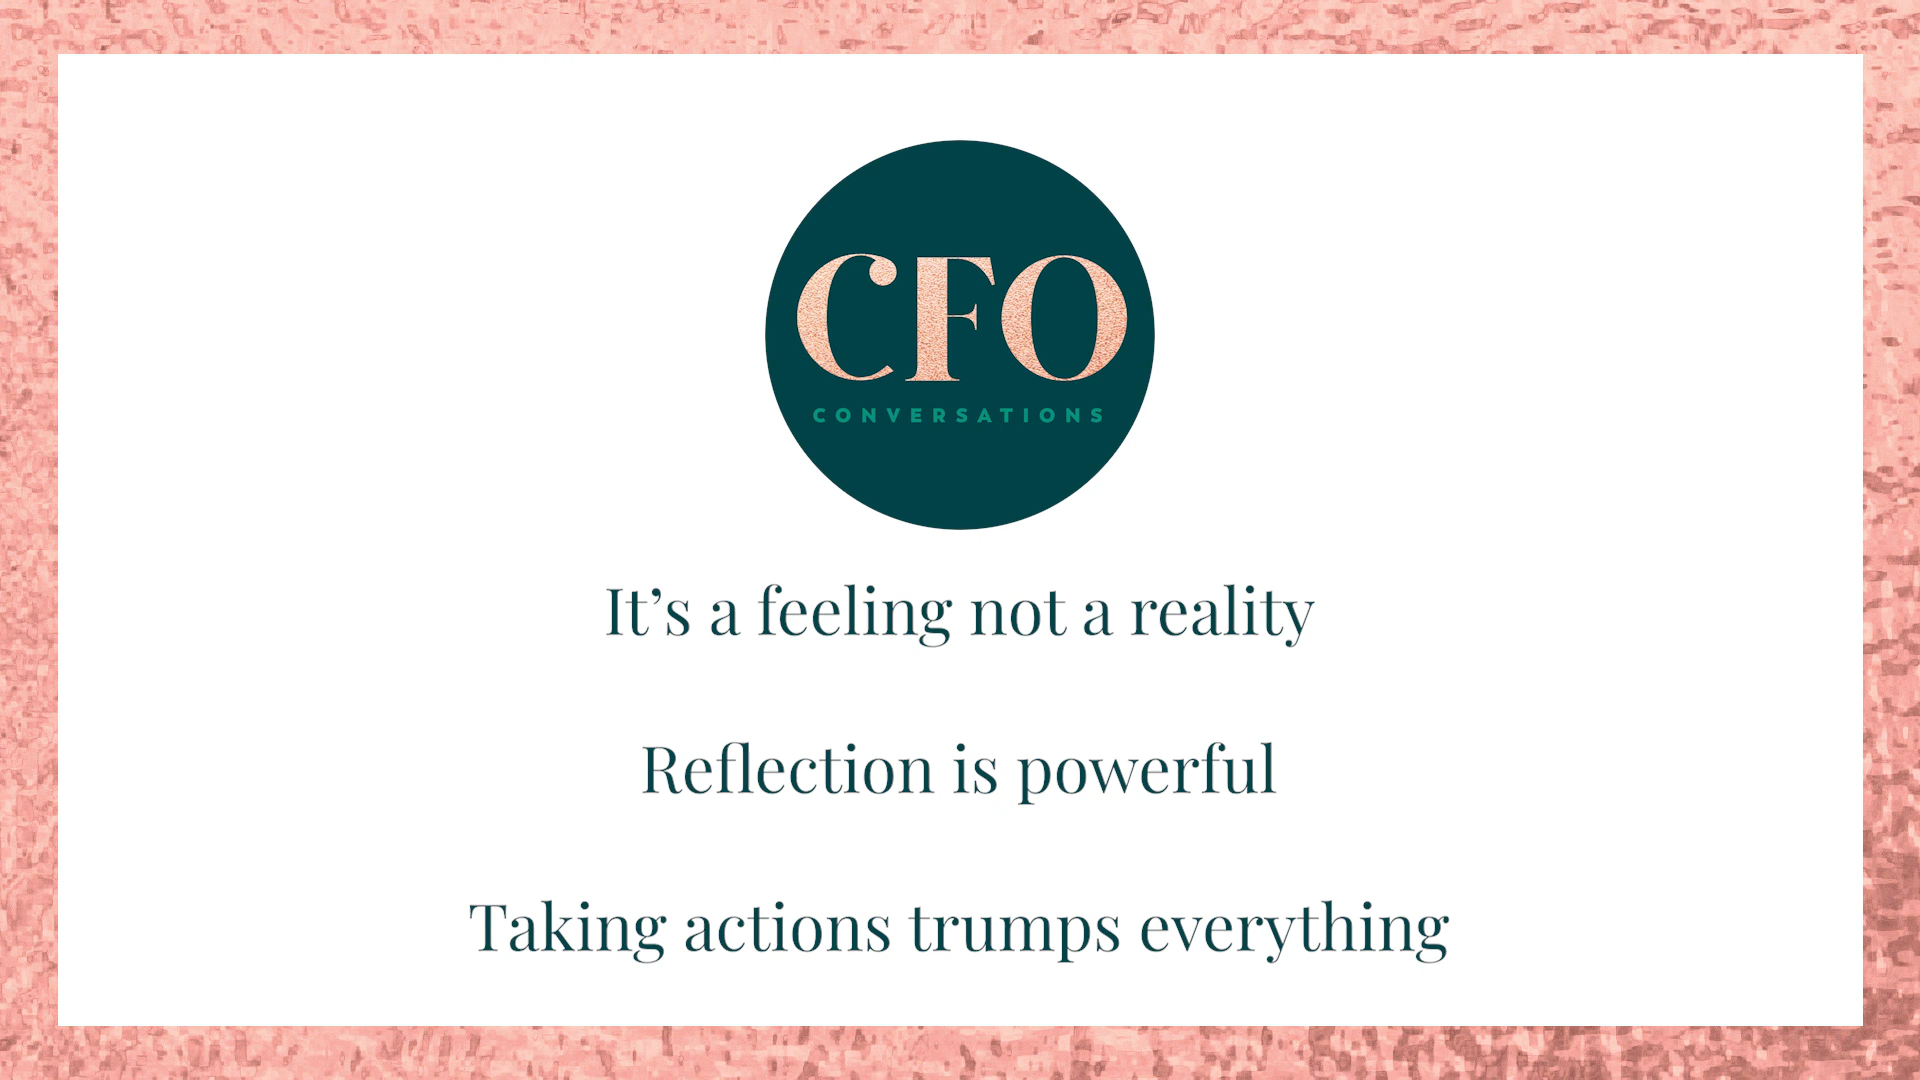 CFO
CONVERSATIONS
It’s a feeling not a reality
Reflection is powerful
Taking actions trumps everything